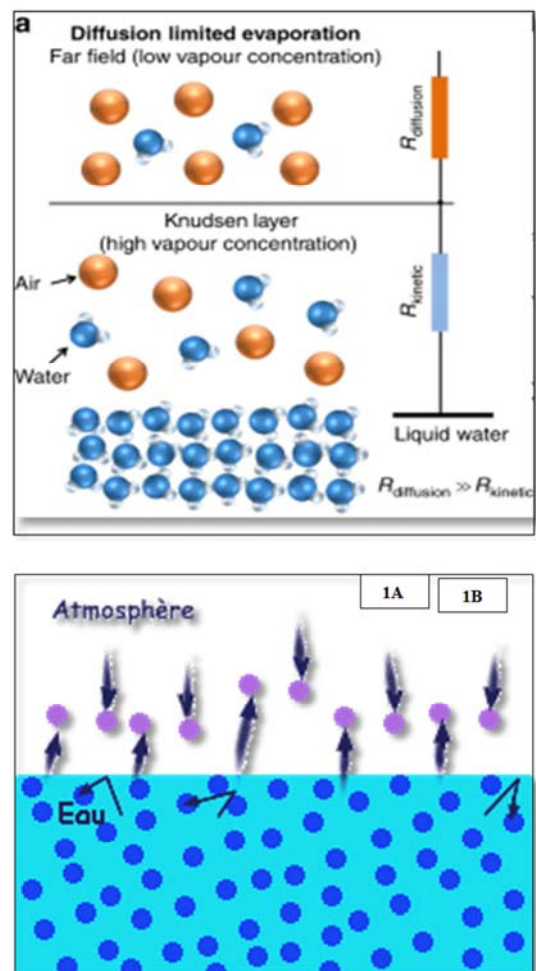 a
Diffusion limited evaporation
Far field (low vapour concentration)
Rdiffusion
Knudsen layer
(high vapour concentration)
Air
Rkinetic
Water
Liquid water
Rdiffusion >> Rkinetic
1A
1B
Atmosphère
Eau